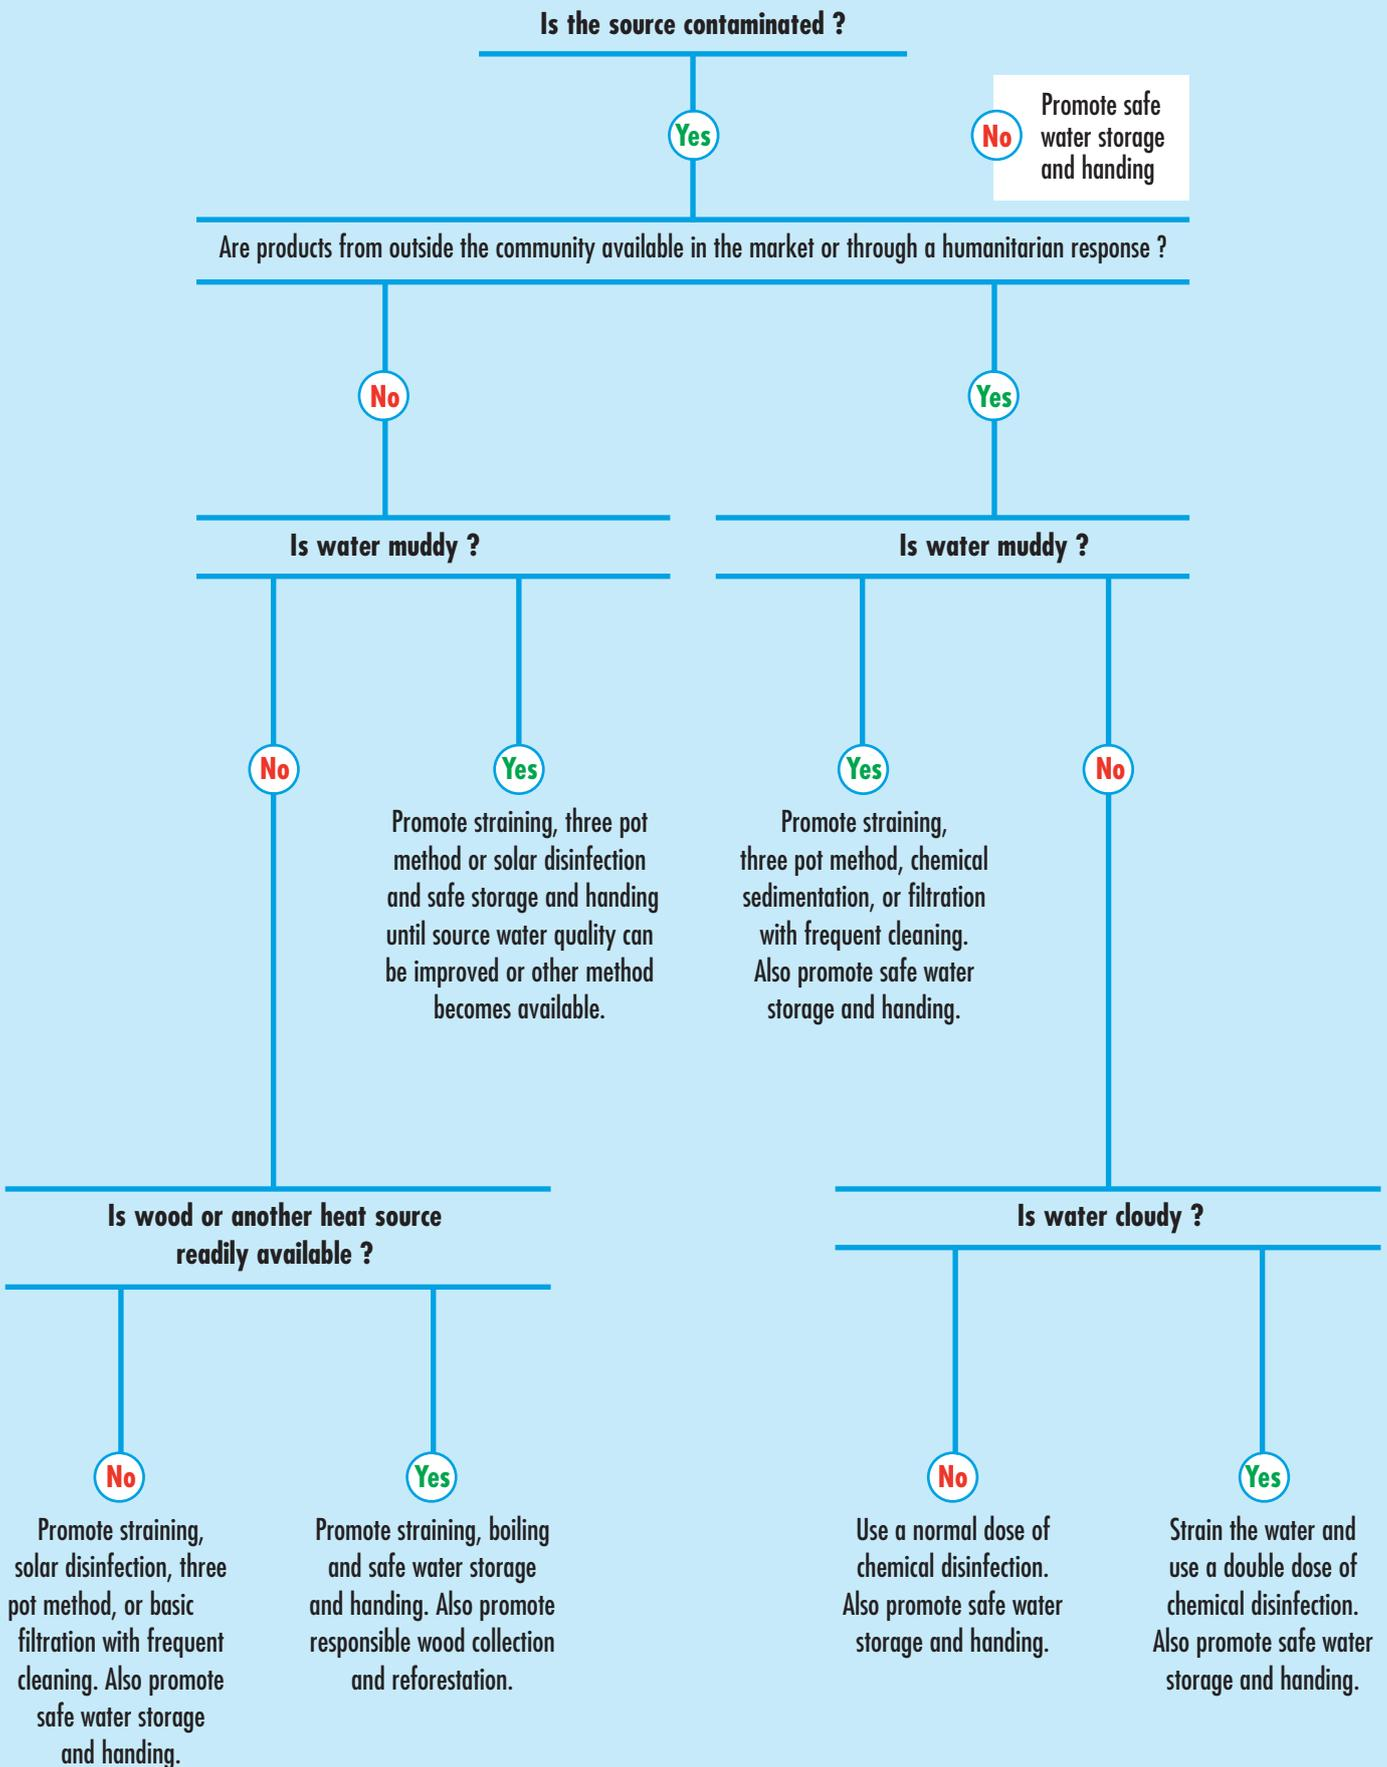 Is the source contaminated ?
Yes
No
Promote safe
water storage
and handing
Are products from outside the community available in the market or through a humanitarian response ?
No
Yes
Is water muddy ?
Is water muddy ?
No
Yes
Promote straining, three pot
method or solar disinfection
and safe storage and handing
until source water quality can
be improved or other method
becomes available.
Yes
Promote straining,
three pot method, chemical
sedimentation, or filtration
with frequent cleaning.
Also promote safe water
storage and handing.
No
Is wood or another heat source
readily available ?
Is water cloudy ?
No
Promote straining,
solar disinfection, three
pot method, or basic
filtration with frequent
cleaning. Also promote
safe water storage
and handing.
Yes
Promote straining, boiling
and safe water storage
and handing. Also promote
responsible wood collection
and reforestation.
No
Use a normal dose of
chemical disinfection.
Also promote safe water
storage and handing.
Yes
Strain the water and
use a double dose of
chemical disinfection.
Also promote safe water
storage and handing.